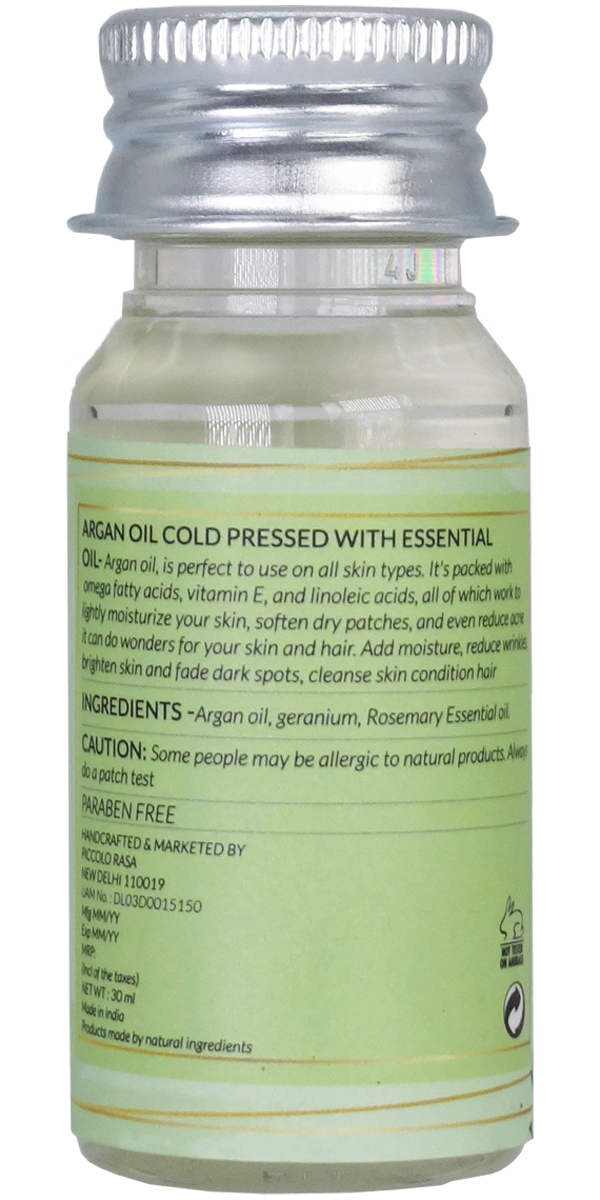 4 J
ARGAN OIL COLD PRESSED WITH ESSENTIAL
OIL- Argan oil, is perfect to use on all skin types. It's packed with
omega fatty acids, vitamin E, and linoleic acids, all of which work to
lightly moisturize your skin, soften dry patches, and even reduce acne
it can do wonders for your skin and hair. Add moisture, reduce wrinkles,
brighten skin and fade dark spots, cleanse skin condition hair
INGREDIENTS -Argan oil, geranium, Rosemary Essential oil.
CAUTION: Some people may be allergic to natural products. Always
do a patch test
PARABEN FREE
HANDCRAFTED & MARKETED BY
PICCOLO RASA
NEW DELHI 110019
UAM No. : DL03D0015150
Mfg MM/YY
Exp MM/YY
MRP:
(incl of the taxes)
NET WT : 30 ml
Made in india
Products made by natural ingredients
NOT TESTED
ON ANIMALS